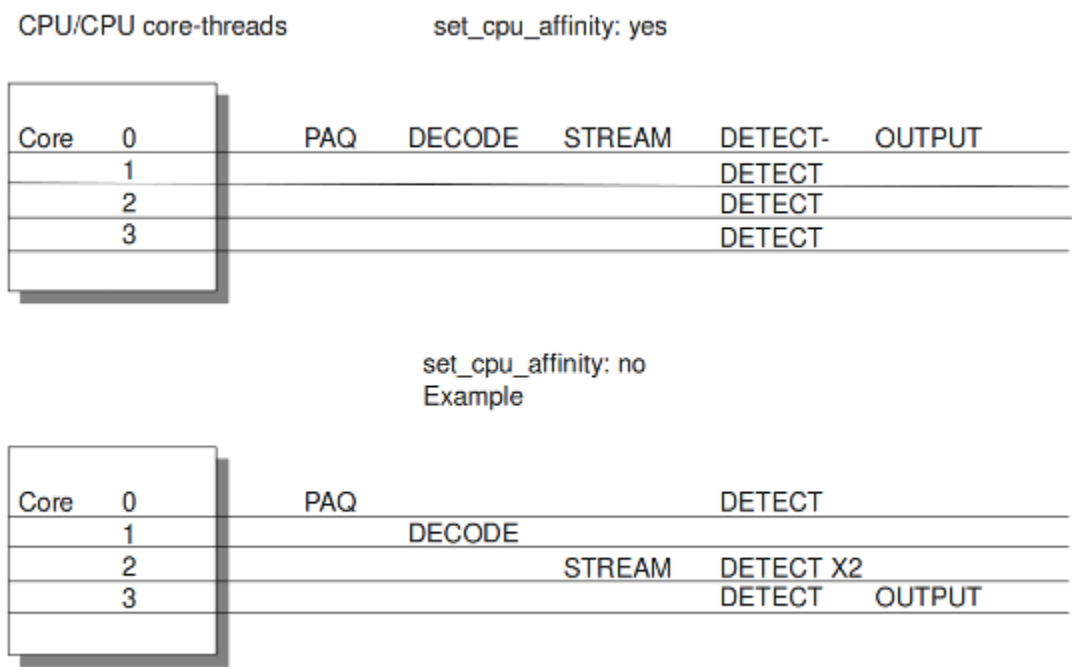 CPU/CPU core-threads set_cpu_affinity: yes
Core 0 PAQ DECODE STREAM DETECT- OUTPUT
1 DETECT
2 DETECT
3 DETECT
set_cpu_affinity: no
Example
Core 0 PAQ DETECT
1 DECODE
2 STREAM DETECT X2
3 DETECT OUTPUT